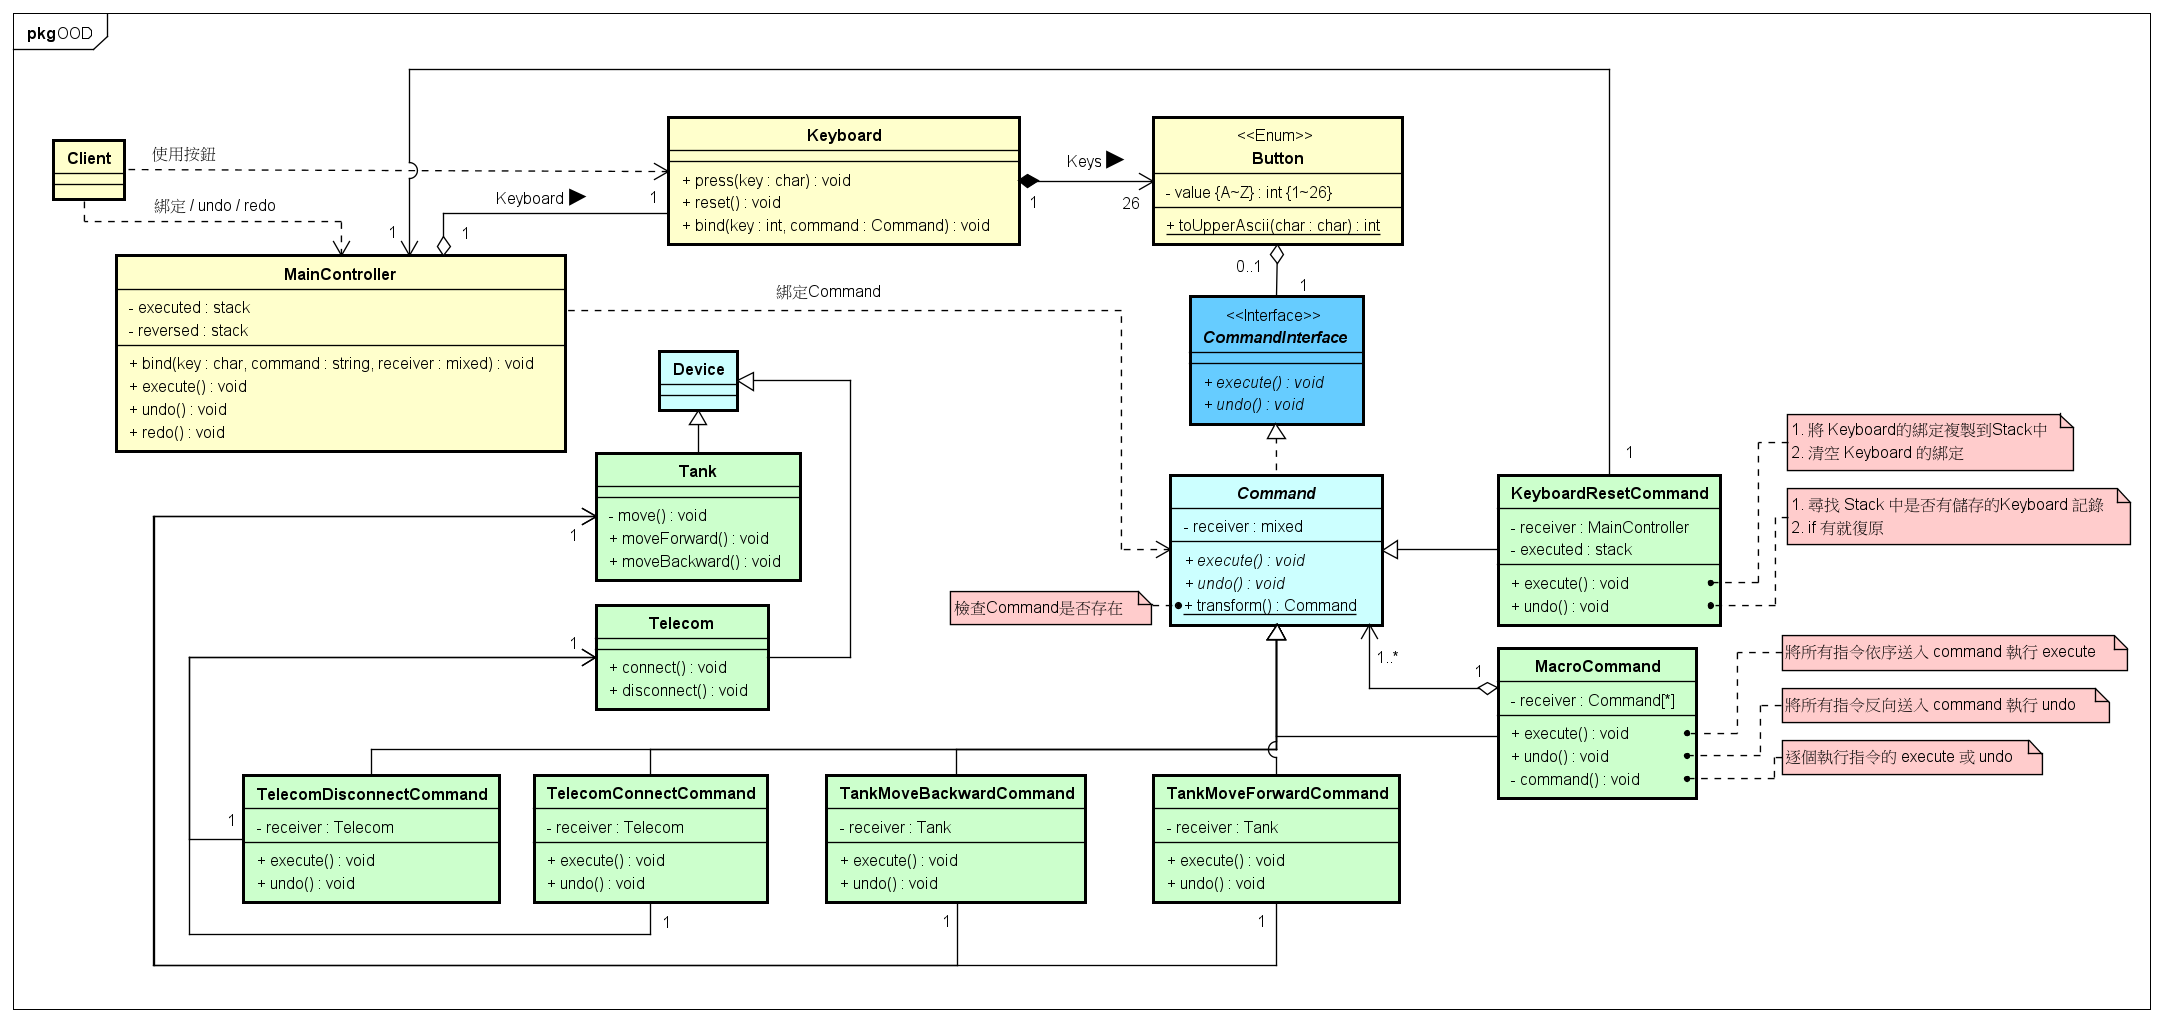 pkg OOD
Client
使用按鈕
綁定 / undo / redo
Keyboard
+ press(key : char) : void
+ reset() : void
+ bind(key : int, command : Command) : void
Keyboard ▶
1
1
1
Keys ▶
1
26
<<Enum>>
Button
- value {A~Z} : int {1~26}
+ toUpperAscii(char : char) : int
0..1
1
MainController
- executed : stack
- reversed : stack
+ bind(key : char, command : string, receiver : mixed) : void
+ execute() : void
+ undo() : void
+ redo() : void
綁定Command
<<Interface>>
CommandInterface
+ execute() : void
+ undo() : void
Device
Tank
- move() : void
+ moveForward() : void
+ moveBackward() : void
1
Telecom
+ connect() : void
+ disconnect() : void
1
Command
- receiver : mixed
+ execute() : void
+ undo() : void
+ transform() : Command
檢查Command是否存在
1
KeyboardResetCommand
- receiver : MainController
- executed : stack
+ execute() : void
+ undo() : void
1. 將 Keyboard的綁定複製到Stack中
2. 清空 Keyboard 的綁定
1. 尋找 Stack 中是否有儲存的Keyboard 記錄
2. if 有就復原
1..*
1
MacroCommand
- receiver : Command[*]
+ execute() : void
+ undo() : void
- command() : void
將所有指令依序送入 command 執行 execute
將所有指令反向送入 command 執行 undo
逐個執行指令的 execute 或 undo
TelecomDisconnectCommand
- receiver : Telecom
+ execute() : void
+ undo() : void
1
TelecomConnectCommand
- receiver : Telecom
+ execute() : void
+ undo() : void
1
TankMoveBackwardCommand
- receiver : Tank
+ execute() : void
+ undo() : void
1
TankMoveForwardCommand
- receiver : Tank
+ execute() : void
+ undo() : void
1